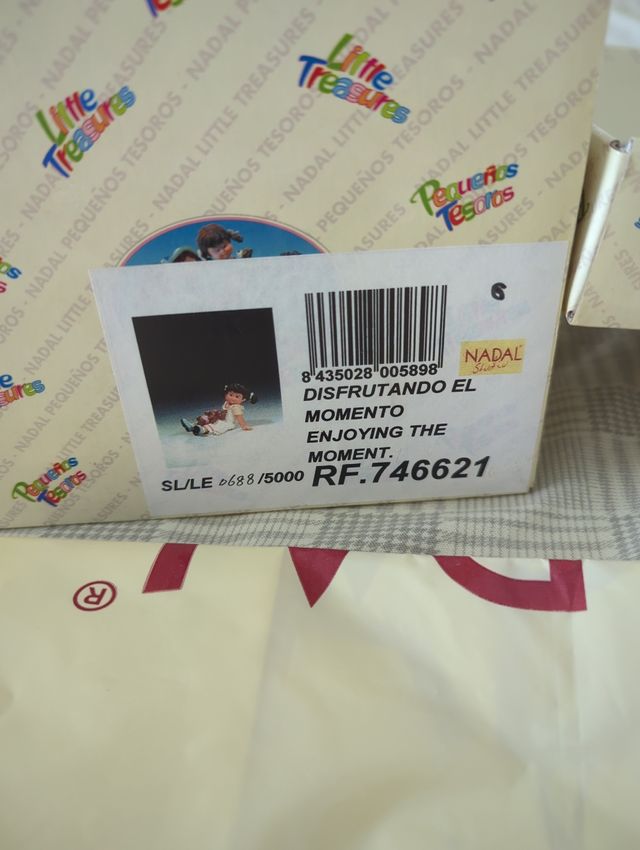 Little
Treasures
Little
Treasures
Pequeños
Tesoros
NADAL PEQUEÑOS TESOROS - NADAL LITTLE TREASURES -
6
8 435028 005898
NADAL
Studio
DISFRUTANDO EL
MOMENTO
ENJOYING THE
MOMENT.
SL/LE 0688 /5000 RF.746621
Pequeños
Tesoros
®